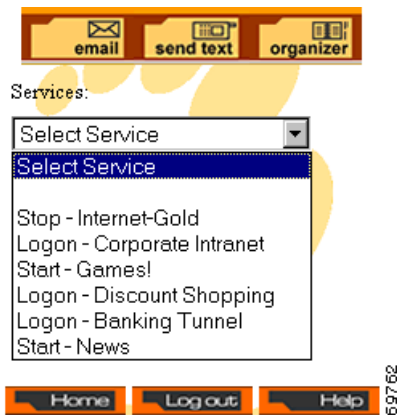 email send text organizer
Services:
Select Service
Select Service
Stop - Internet-Gold
Logon - Corporate Intranet
Start - Games!
Logon - Discount Shopping
Logon - Banking Tunnel
Start - News
Home Log out Help
69762